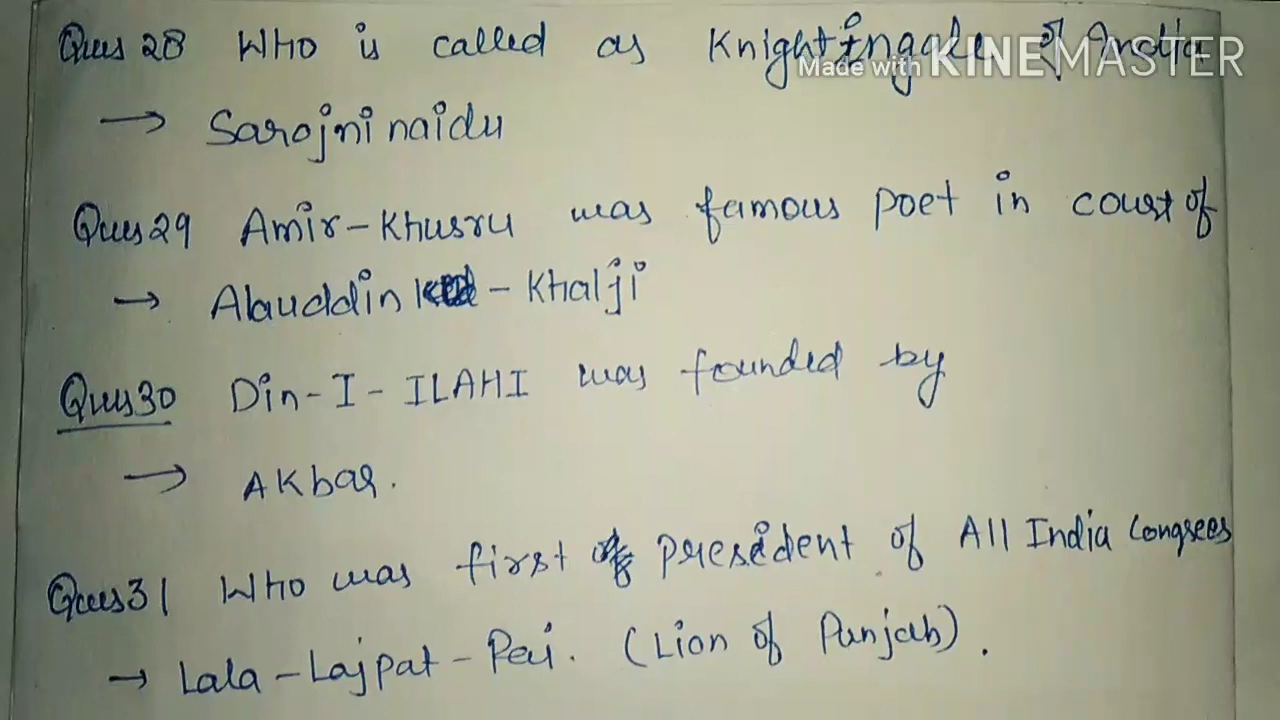 Ques 28 Who is called as Knightingale of India
Made with KINEMASTER
→ Sarojni naidu
Ques 29 Amir-Khusru was famous poet in court of
→ Alauddin - Khalji
Ques 30 Din-I-ILAHI was founded by
→ AKbar.
Ques 31 Who was first president of All India Congrees
→ Lala-Lajpat-Rai. (Lion of Punjab).